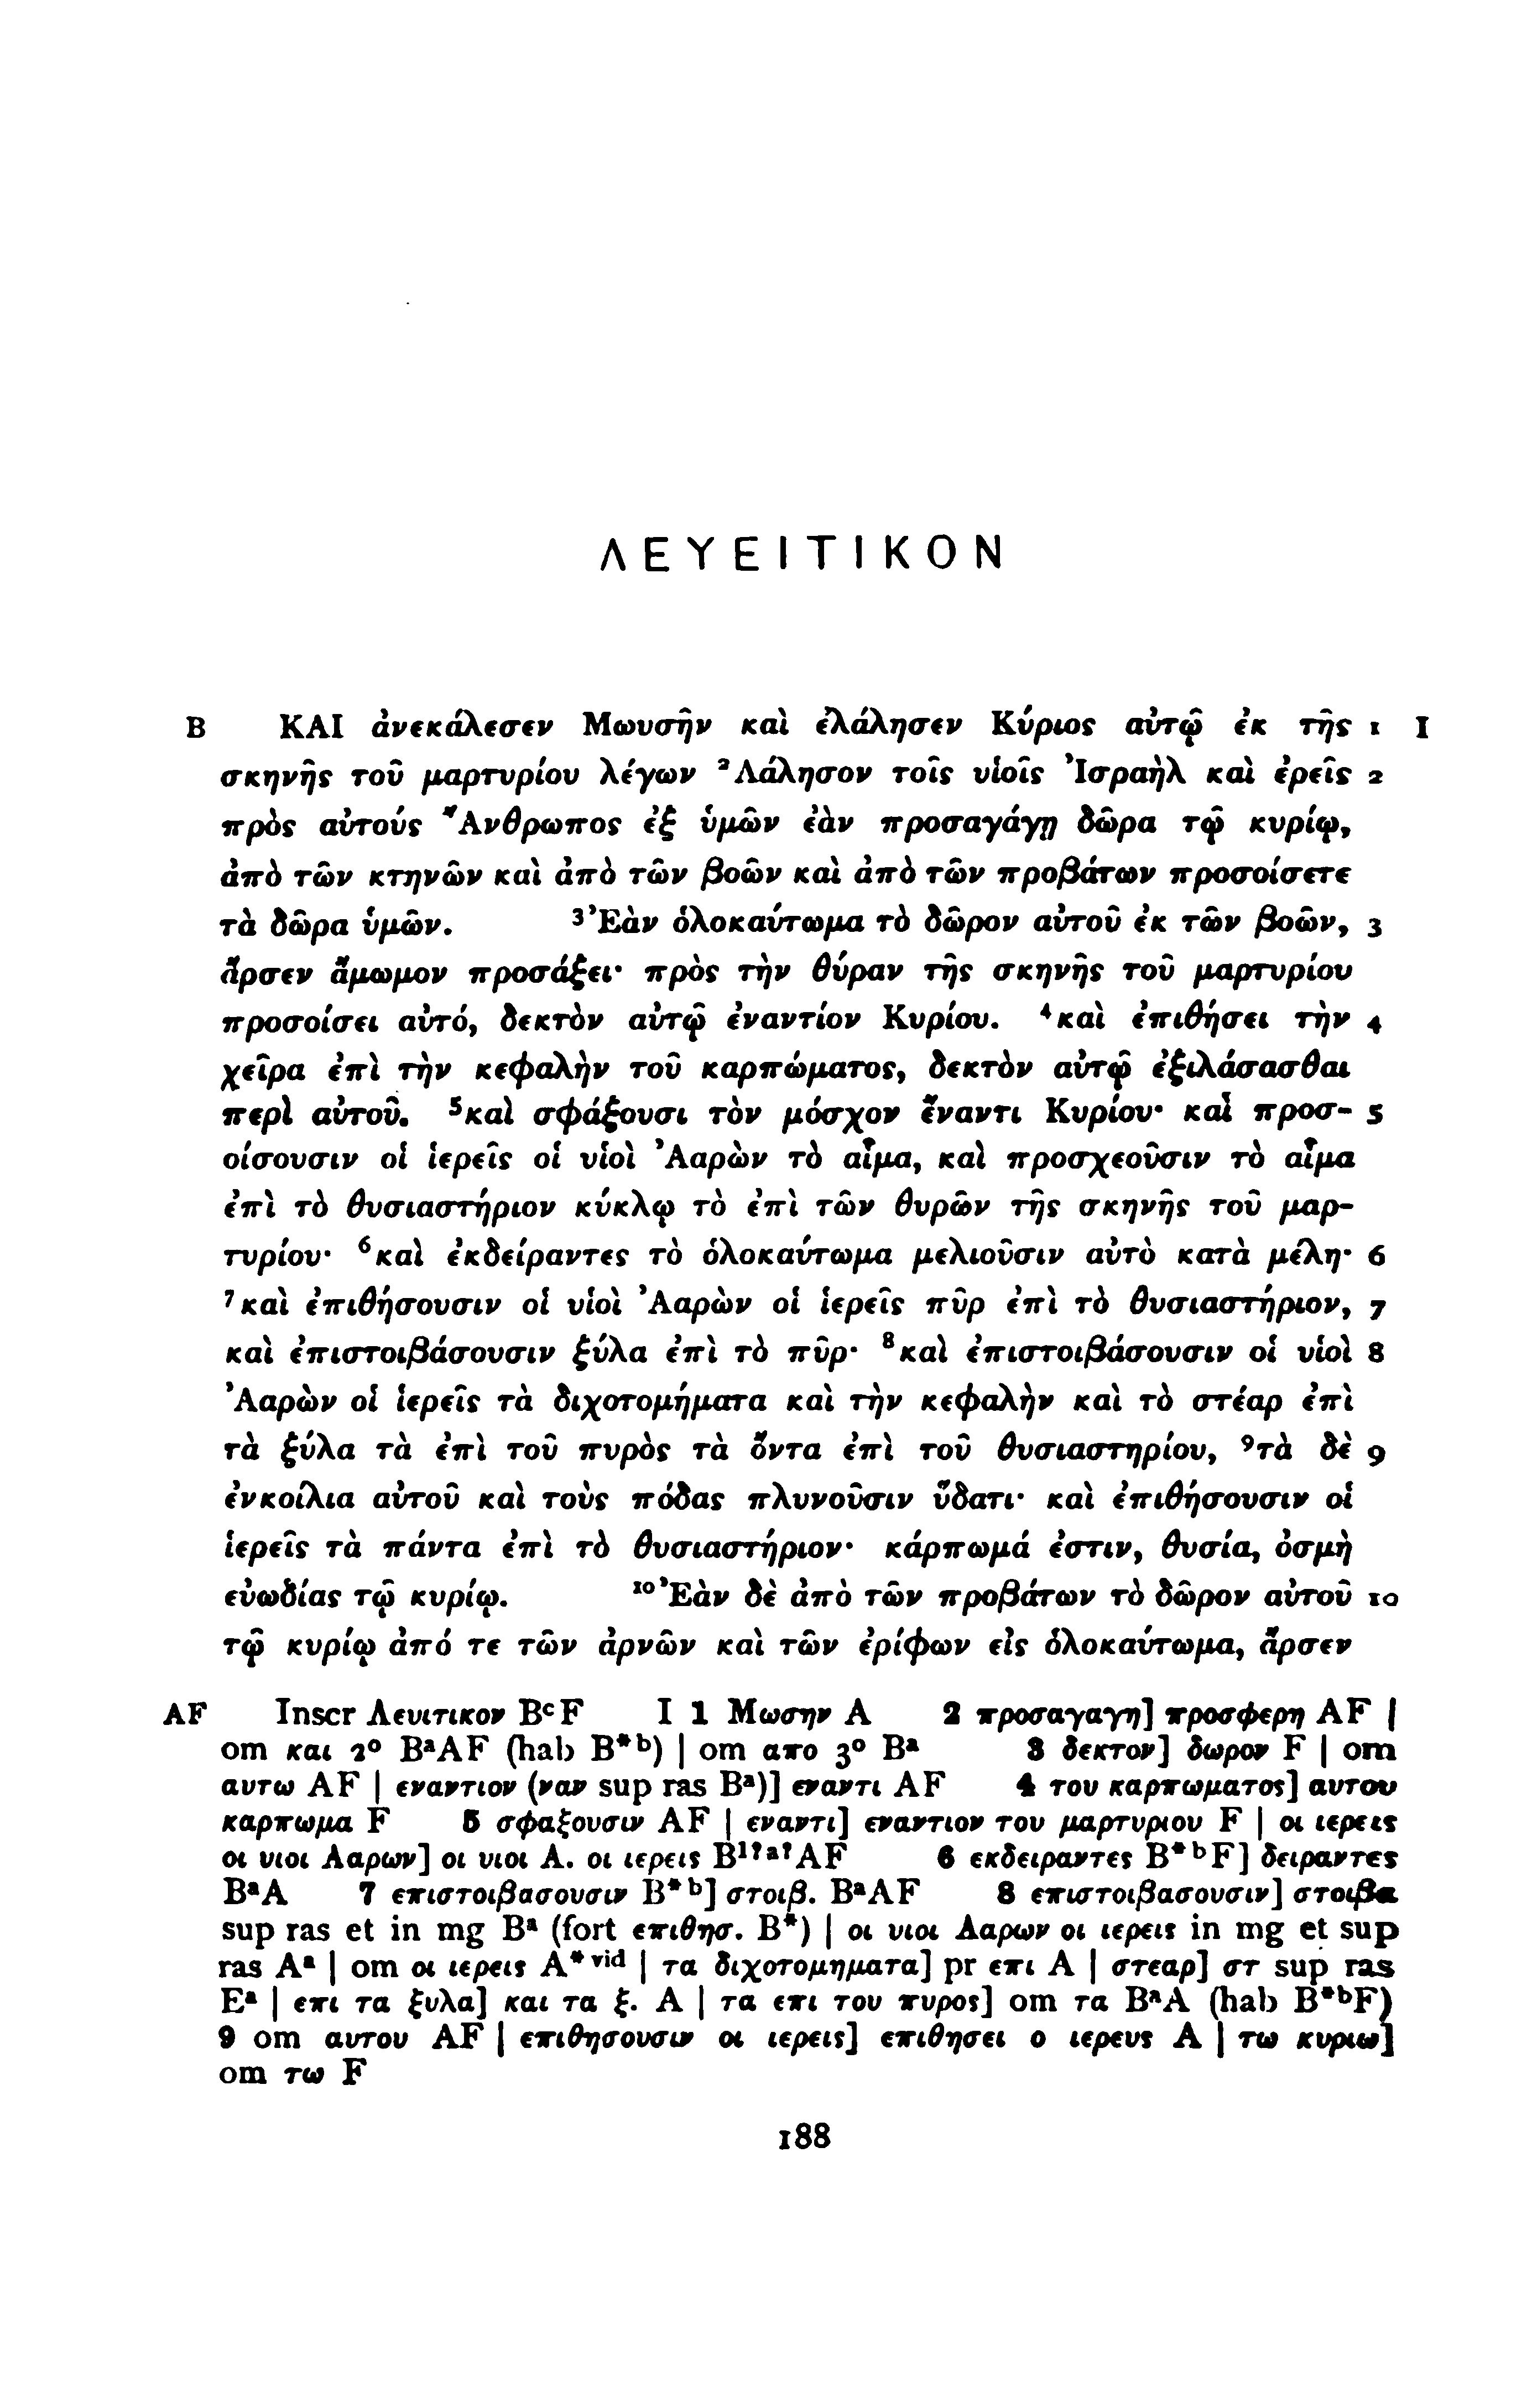 ΛΕΥΕΙΤΙΚΟΝ
B ΚΑΙ ἀνεκάλεσεν Μωυσῆν καὶ ἐλάλησεν Κύριος αὐτῷ ἐκ τῆς 1 I
σκηνῆς τοῦ μαρτυρίου λέγων ²Λάλησον τοῖς υἱοῖς Ἰσραὴλ καὶ ἐρεῖς 2
πρὸς αὐτούς Ἄνθρωπος ἐξ ὑμῶν ἐὰν προσαγάγῃ δῶρα τῷ κυρίῳ,
ἀπὸ τῶν κτηνῶν καὶ ἀπὸ τῶν βοῶν καὶ ἀπὸ τῶν προβάτων προσοίσετε
τὰ δῶρα ὑμῶν. ³Ἐὰν ὁλοκαύτωμα τὸ δῶρον αὐτοῦ ἐκ τῶν βοῶν, 3
ἄρσεν ἄμωμον προσάξει· πρὸς τὴν θύραν τῆς σκηνῆς τοῦ μαρτυρίου
προσοίσει αὐτό, δεκτὸν αὐτῷ ἐναντίον Κυρίου. ⁴καὶ ἐπιθήσει τὴν 4
χεῖρα ἐπὶ τὴν κεφαλὴν τοῦ καρπώματος, δεκτὸν αὐτῷ ἐξιλάσασθαι
περὶ αὐτοῦ. ⁵καὶ σφάξουσι τὸν μόσχον ἔναντι Κυρίου· καὶ προσ- 5
οίσουσιν οἱ ἱερεῖς οἱ υἱοὶ Ἀαρὼν τὸ αἷμα, καὶ προσχεοῦσιν τὸ αἷμα
ἐπὶ τὸ θυσιαστήριον κύκλῳ τὸ ἐπὶ τῶν θυρῶν τῆς σκηνῆς τοῦ μαρ-
τυρίου· ⁶καὶ ἐκδείραντες τὸ ὁλοκαύτωμα μελιοῦσιν αὐτὸ κατὰ μέλη· 6
⁷καὶ ἐπιθήσουσιν οἱ υἱοὶ Ἀαρὼν οἱ ἱερεῖς πῦρ ἐπὶ τὸ θυσιαστήριον, 7
καὶ ἐπιστοιβάσουσιν ξύλα ἐπὶ τὸ πῦρ· ⁸καὶ ἐπιστοιβάσουσιν οἱ υἱοὶ 8
Ἀαρὼν οἱ ἱερεῖς τὰ διχοτομήματα καὶ τὴν κεφαλὴν καὶ τὸ στέαρ ἐπὶ
τὰ ξύλα τὰ ἐπὶ τοῦ πυρὸς τὰ ὄντα ἐπὶ τοῦ θυσιαστηρίου, ⁹τὰ δὲ 9
ἐνκοίλια αὐτοῦ καὶ τοὺς πόδας πλυνοῦσιν ὕδατι· καὶ ἐπιθήσουσιν οἱ
ἱερεῖς τὰ πάντα ἐπὶ τὸ θυσιαστήριον· κάρπωμά ἐστιν, θυσία, ὀσμὴ
εὐωδίας τῷ κυρίῳ. ¹⁰Ἐὰν δὲ ἀπὸ τῶν προβάτων τὸ δῶρον αὐτοῦ 10
τῷ κυρίῳ ἀπό τε τῶν ἀρνῶν καὶ τῶν ἐρίφων εἰς ὁλοκαύτωμα, ἄρσεν
AF Inscr Λευιτικον BᶜF I 1 Μωσην A 2 προσαγαγη] προσφερη AF |
om και 2° BᵃAF (hab B*ᵇ) | om απο 3° Bᵃ 3 δεκτον] δωρον F | om
αυτω AF | εναντιον (ναν sup ras Bᵃ)] εναντι AF 4 του καρπωματος] αυτου
καρπωμα F 5 σφαξουσιν AF | εναντι] εναντιον του μαρτυριου F | οι ιερεις
οι υιοι Ααρων] οι υιοι Α. οι ιερεις B¹ˀᵃˀAF 6 εκδειραντες B*ᵇF] δειραντες
BᵃA 7 επιστοιβασουσιν B*ᵇ] στοιβ. BᵃAF 8 επιστοιβασουσιν] στοιβα
sup ras et in mg Bᵃ (fort επιθησ. B*) | οι υιοι Ααρων οι ιερεις in mg et sup
ras Aᵃ | om οι ιερεις A*ᵛⁱᵈ | τα διχοτομηματα] pr επι A | στεαρ] στ sup ras
Eᵃ | επι τα ξυλα] και τα ξ. A | τα επι του πυρος] om τα BᵃA (hab B*ᵇF)
9 om αυτου AF | επιθησουσιν οι ιερεις] επιθησει ο ιερευς A | τω κυριω]
om τω F
188